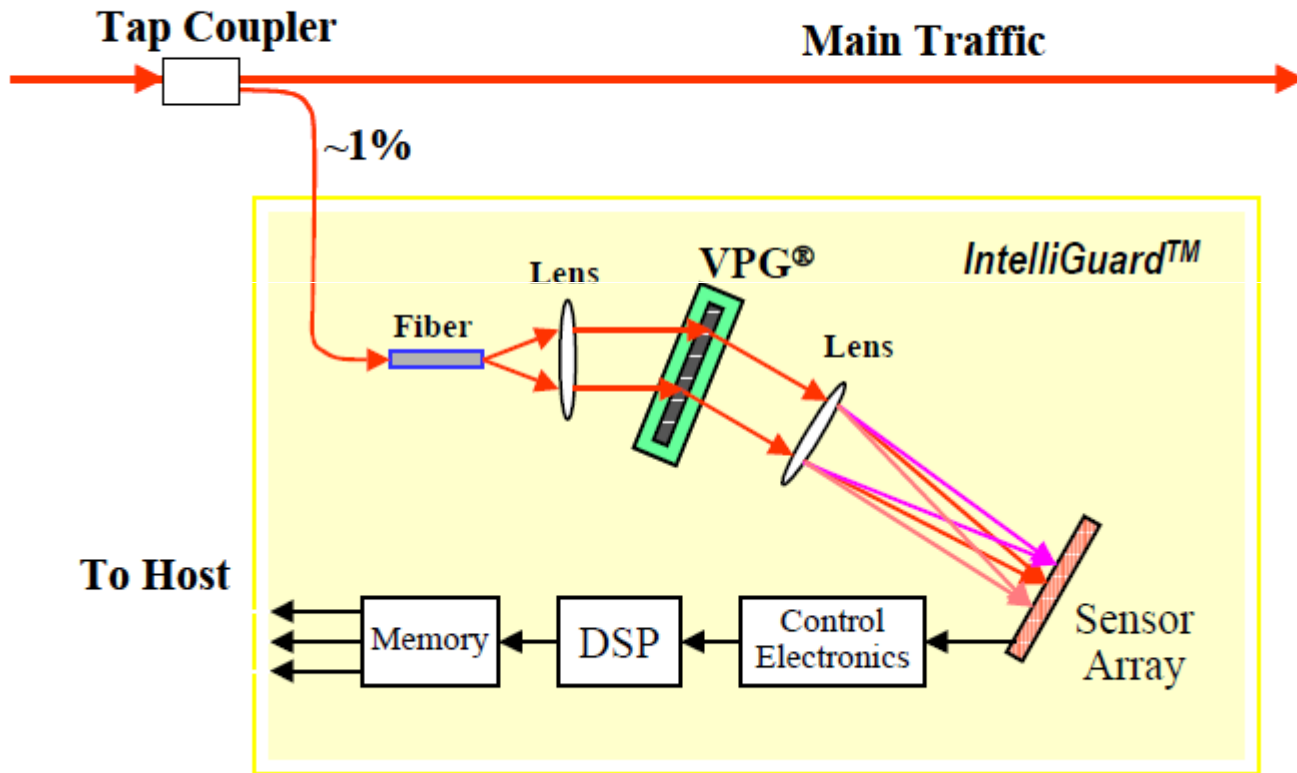 Tap Coupler
Main Traffic
~1%
IntelliGuard™
VPG®
Lens
Fiber
Lens
To Host
Memory
DSP
Control
Electronics
Sensor
Array